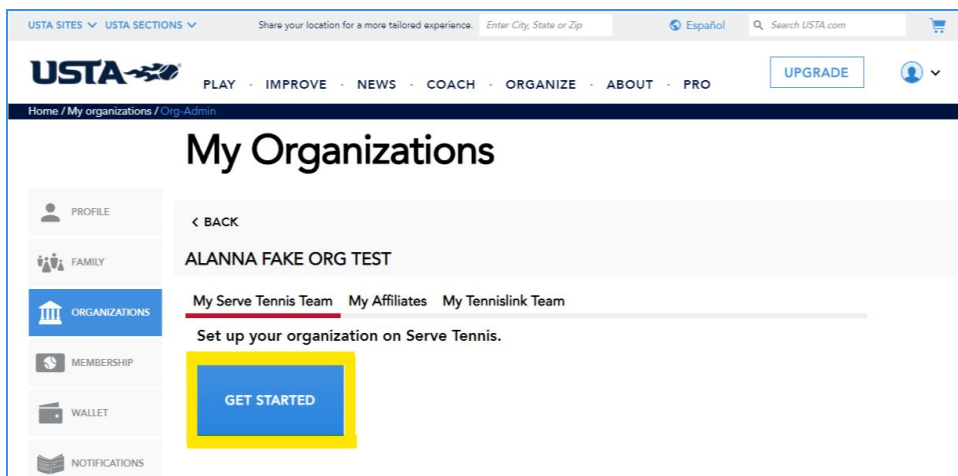 USTA SITES USTA SECTIONS Share your location for a more tailored experience. Enter City, State or Zip Español Search USTA.com
USTA PLAY · IMPROVE · NEWS · COACH · ORGANIZE · ABOUT · PRO UPGRADE
Home / My organizations / Org-Admin
My Organizations
PROFILE
< BACK
FAMILY
ALANNA FAKE ORG TEST
ORGANIZATIONS
My Serve Tennis Team My Affiliates My Tennislink Team
Set up your organization on Serve Tennis.
MEMBERSHIP
GET STARTED
WALLET
NOTIFICATIONS